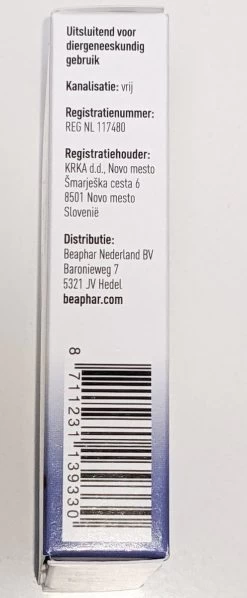 Uitsluitend voor
diergeneeskundig
gebruik
Kanalisatie: vrij
Registratienummer:
REG NL 117480
Registratiehouder:
KRKA d.d., Novo mesto
Šmarješka cesta 6
8501 Novo mesto
Slovenië
Distributie:
Beaphar Nederland BV
Baronieweg 7
5321 JV Hedel
beaphar.com
8 711231 139330